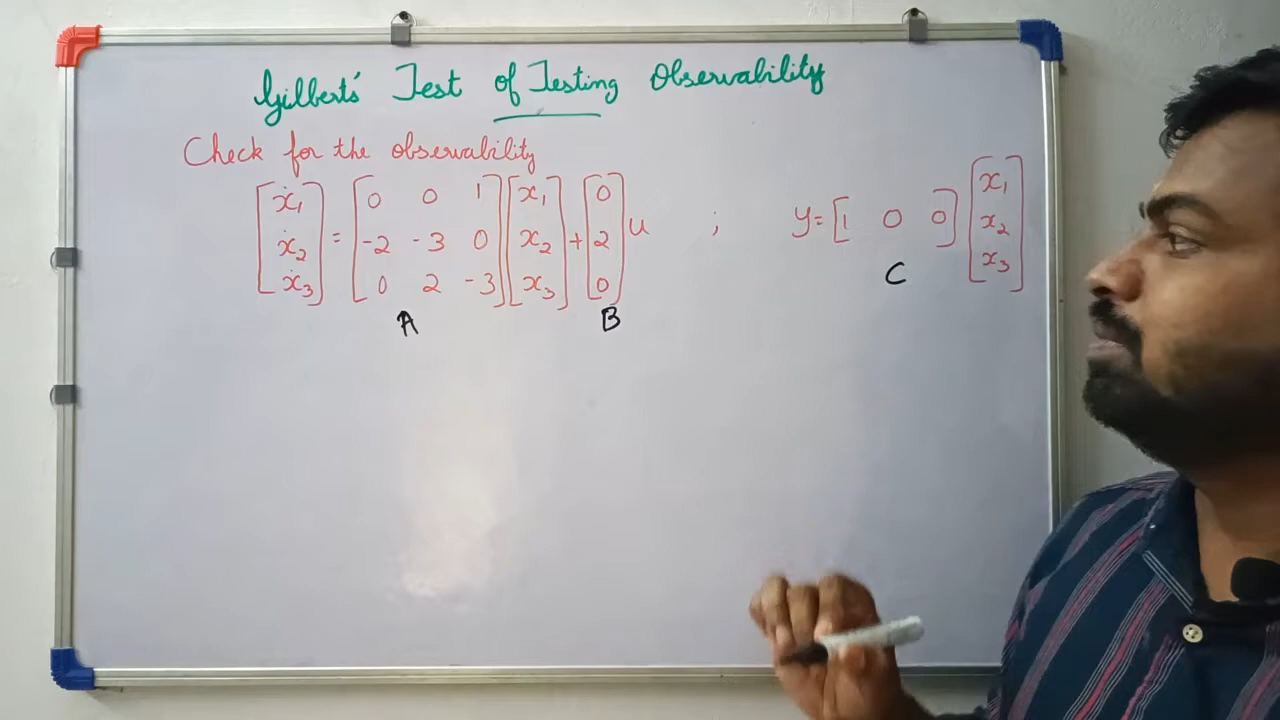 Gilbert's Test of Testing Observability
Check for the observability
[ẋ₁ ẋ₂ ẋ₃] = [0 0 1; -2 -3 0; 0 2 -3] [x₁ x₂ x₃] + [0 2 0] u ; y = [1 0 0] [x₁ x₂ x₃]
A B C